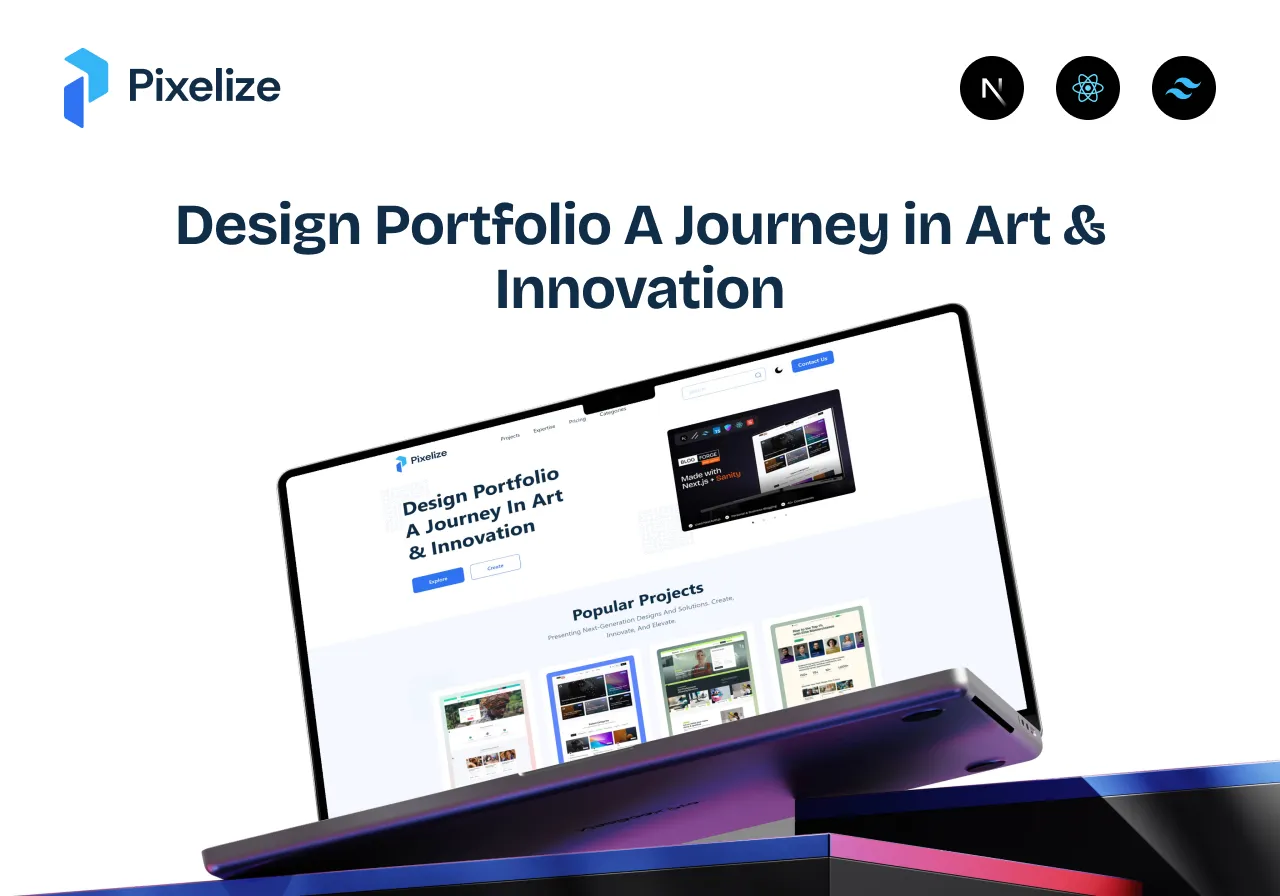 Pixelize
N
Design Portfolio A Journey in Art &
Innovation
Projects
Expertise
Pricing
Categories
Contact Us
Pixelize
Design Portfolio
A Journey In Art
& Innovation
Explore
Create
BLOG FORGE
Made with
Next.js + Sanity
Popular Projects
Presenting Next-Generation Designs And Solutions. Create,
Innovate, And Elevate.